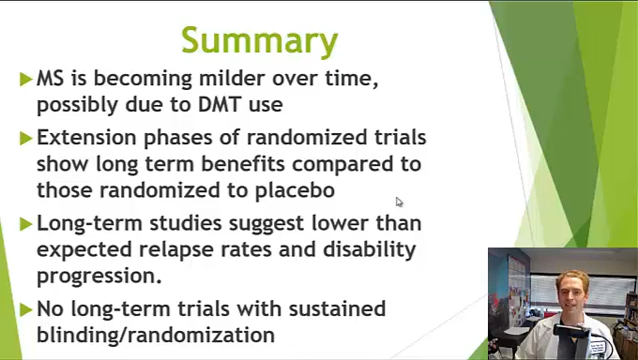 Summary
MS is becoming milder over time,
possibly due to DMT use
Extension phases of randomized trials
show long term benefits compared to
those randomized to placebo
Long-term studies suggest lower than
expected relapse rates and disability
progression.
No long-term trials with sustained
blinding/randomization